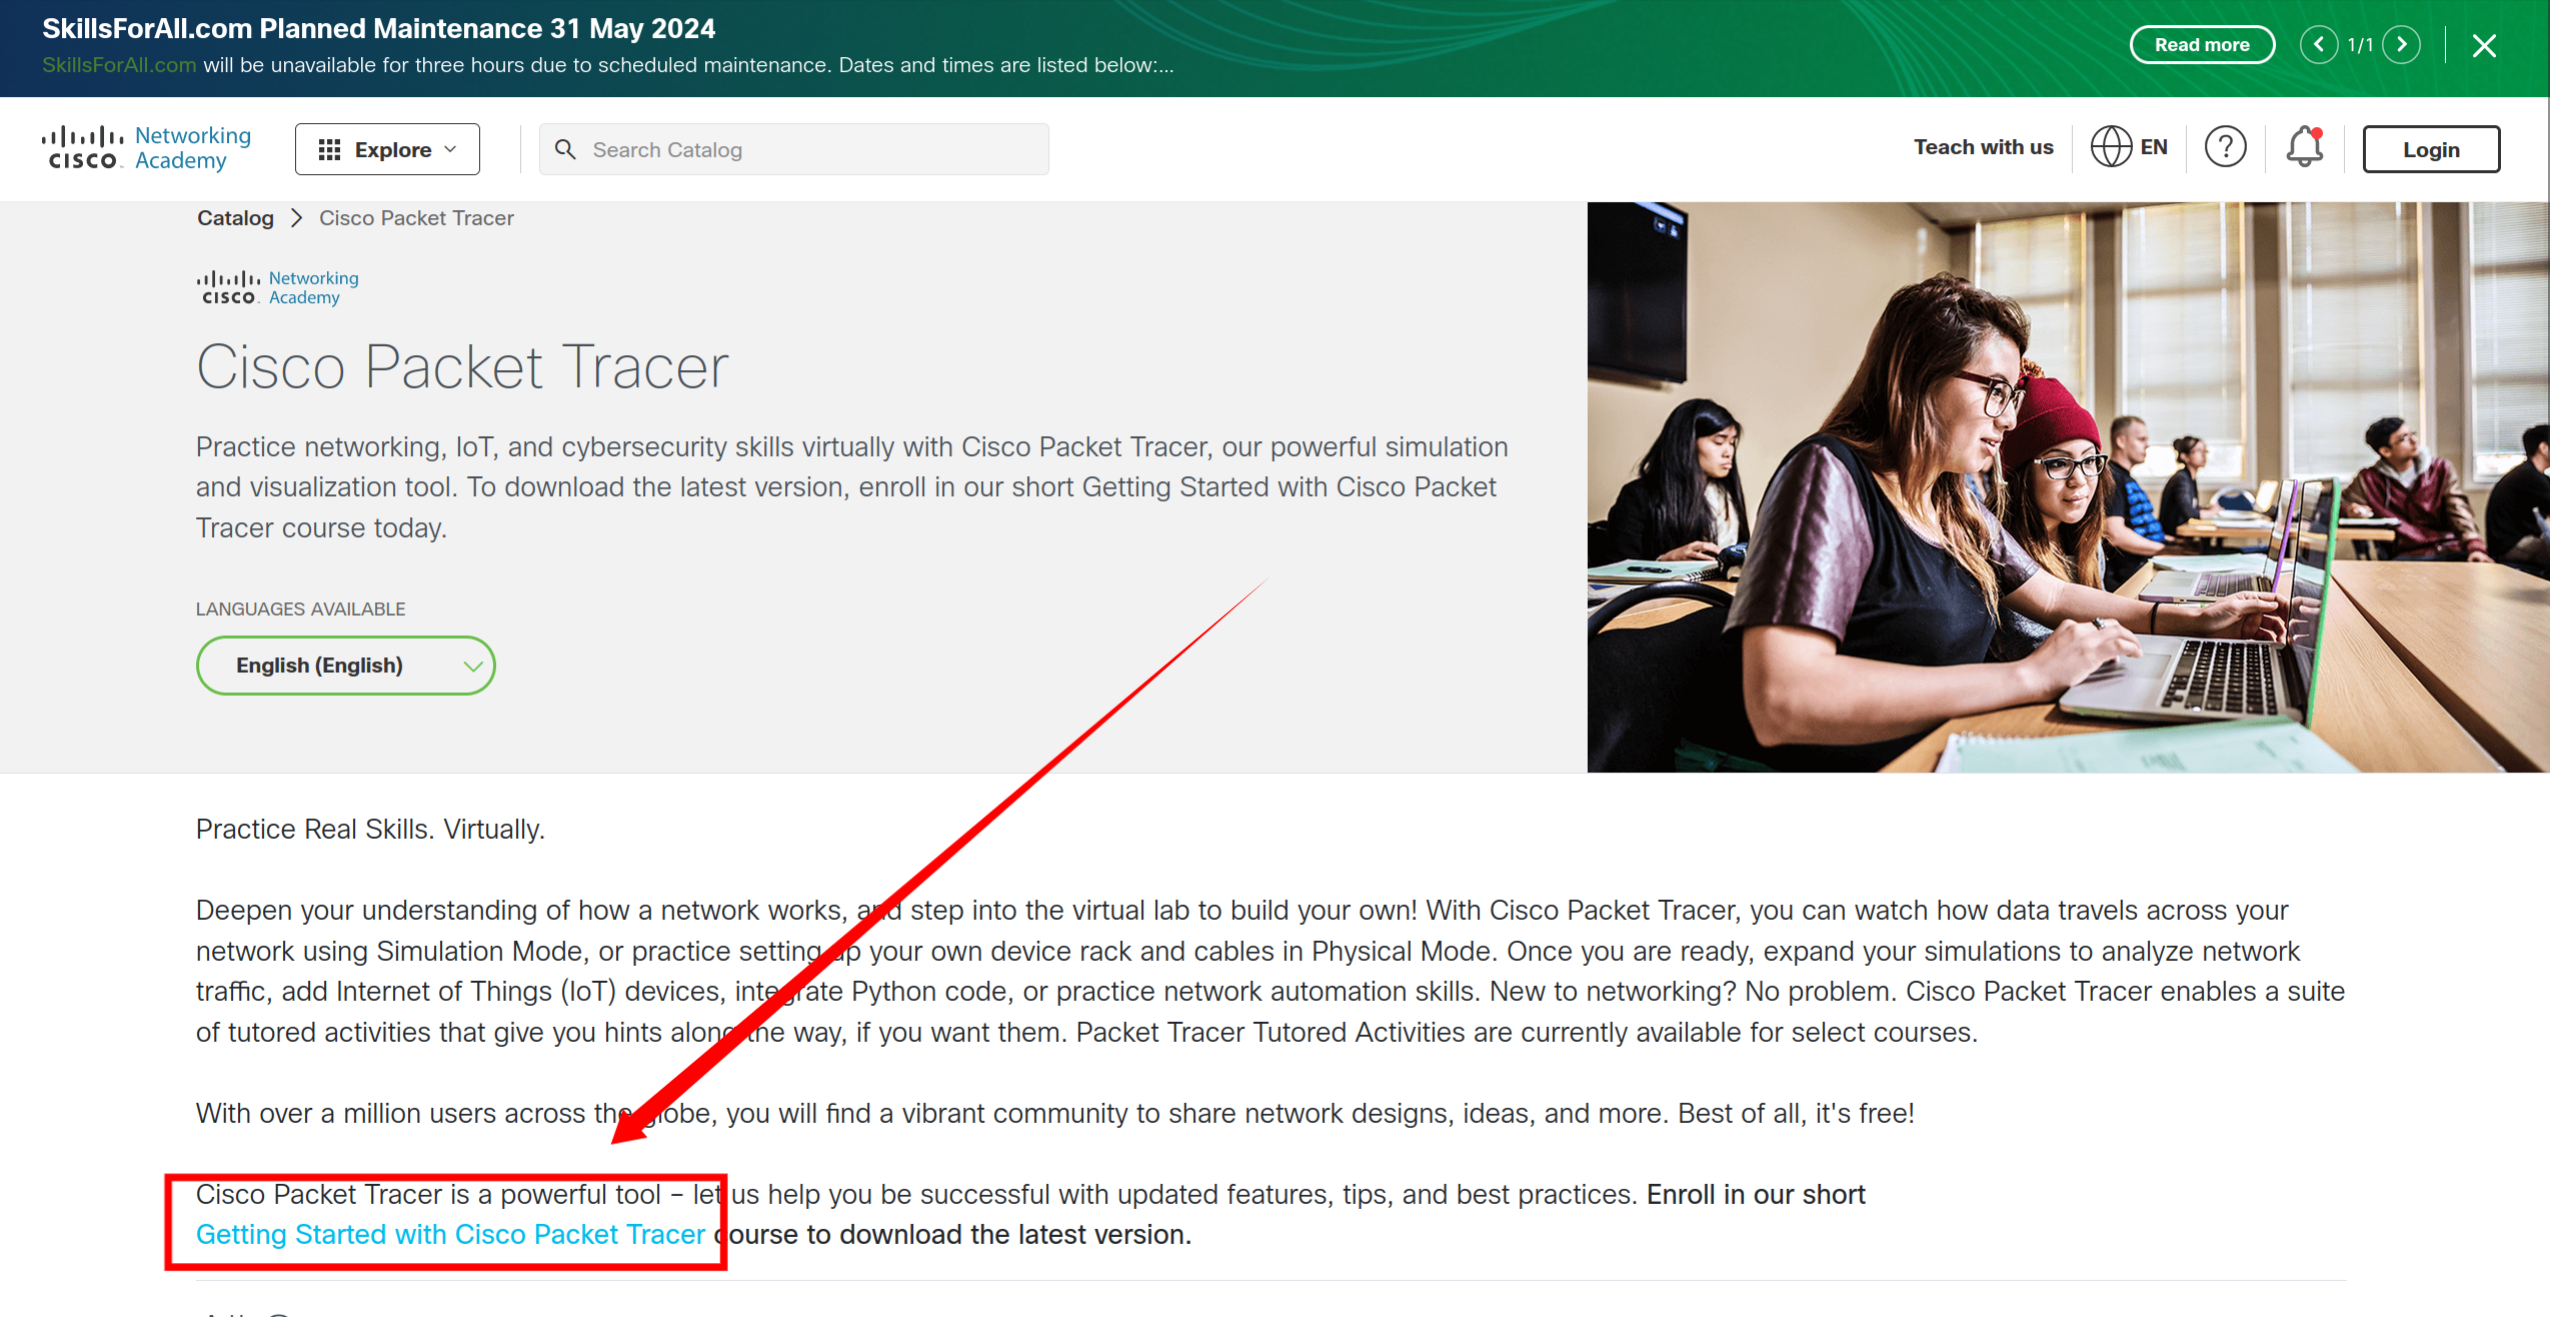 SkillsForAll.com Planned Maintenance 31 May 2024
SkillsForAll.com will be unavailable for three hours due to scheduled maintenance. Dates and times are listed below:...
Read more
1/1
CISCO Networking Academy
Explore
Search Catalog
Teach with us
EN
Login
Catalog > Cisco Packet Tracer
CISCO Networking Academy
Cisco Packet Tracer
Practice networking, IoT, and cybersecurity skills virtually with Cisco Packet Tracer, our powerful simulation
and visualization tool. To download the latest version, enroll in our short Getting Started with Cisco Packet
Tracer course today.
LANGUAGES AVAILABLE
English (English)
Practice Real Skills. Virtually.
Deepen your understanding of how a network works, and step into the virtual lab to build your own! With Cisco Packet Tracer, you can watch how data travels across your
network using Simulation Mode, or practice setting up your own device rack and cables in Physical Mode. Once you are ready, expand your simulations to analyze network
traffic, add Internet of Things (IoT) devices, integrate Python code, or practice network automation skills. New to networking? No problem. Cisco Packet Tracer enables a suite
of tutored activities that give you hints along the way, if you want them. Packet Tracer Tutored Activities are currently available for select courses.
With over a million users across the globe, you will find a vibrant community to share network designs, ideas, and more. Best of all, it's free!
Cisco Packet Tracer is a powerful tool – let us help you be successful with updated features, tips, and best practices. Enroll in our short
Getting Started with Cisco Packet Tracer course to download the latest version.